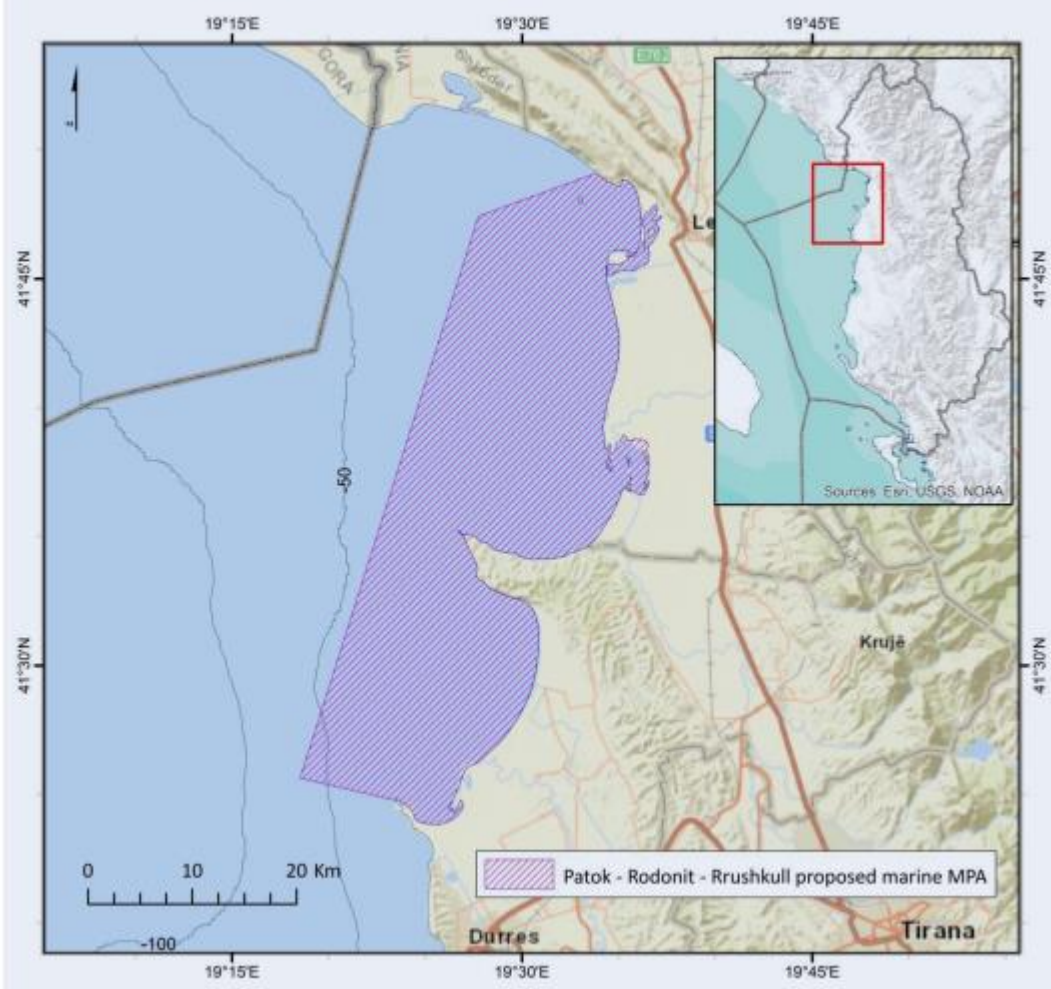 19°15'E
19°30'E
19°45'E
41°45'N
41°45'N
41°30'N
41°30'N
Le
-50
Sources: Esri, USGS, NOAA
Krujë
0 10 20 Km
Patok - Rodonit - Rrushkull proposed marine MPA
-100
Durres
Tirana
19°15'E
19°30'E
19°45'E